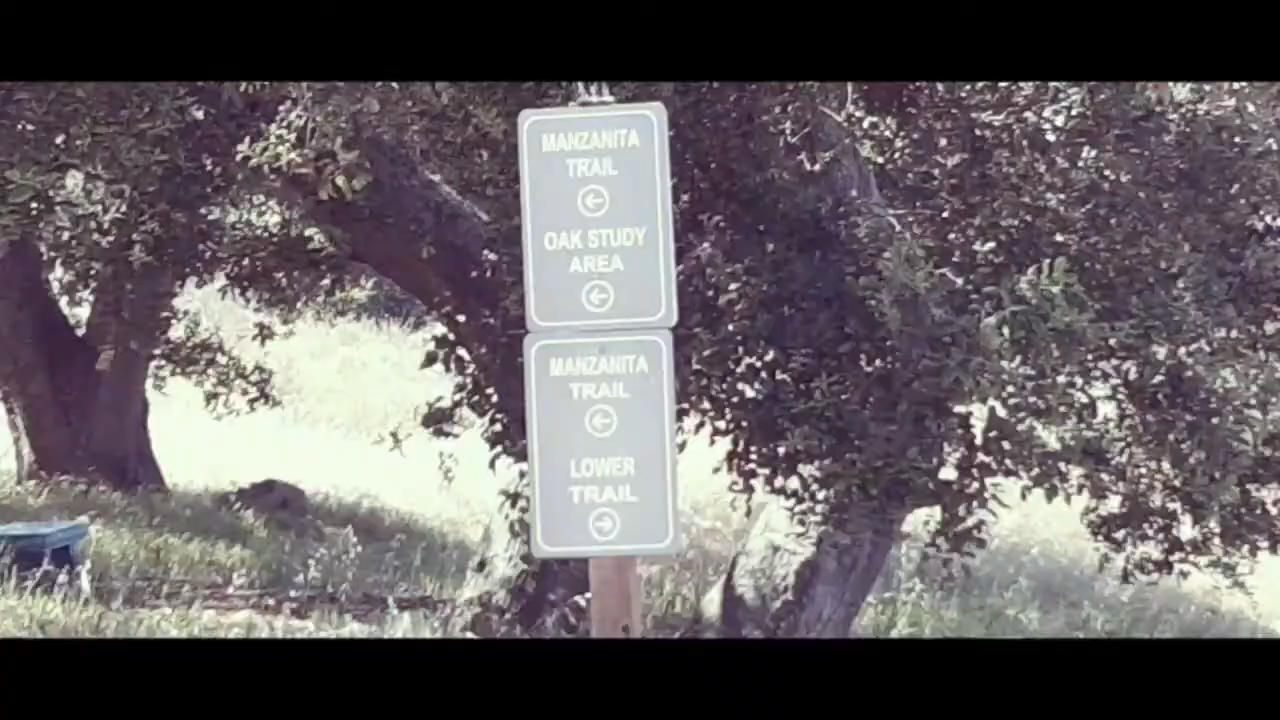 MANZANITA
TRAIL
OAK STUDY
AREA
MANZANITA
TRAIL
LOWER
TRAIL